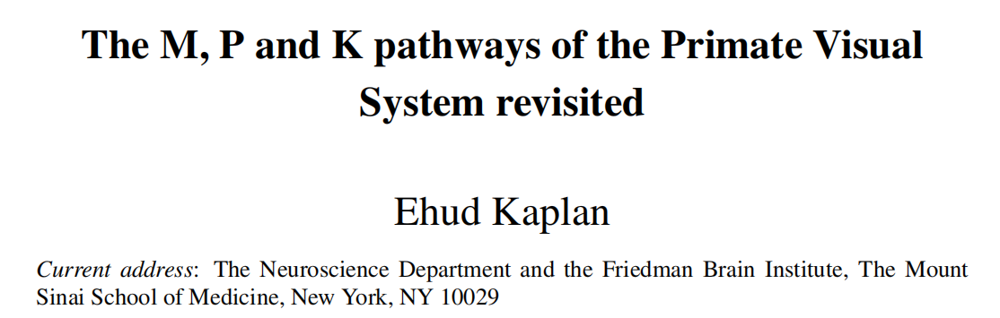 The M, P and K pathways of the Primate Visual
System revisited
Ehud Kaplan
Current address: The Neuroscience Department and the Friedman Brain Institute, The Mount
Sinai School of Medicine, New York, NY 10029